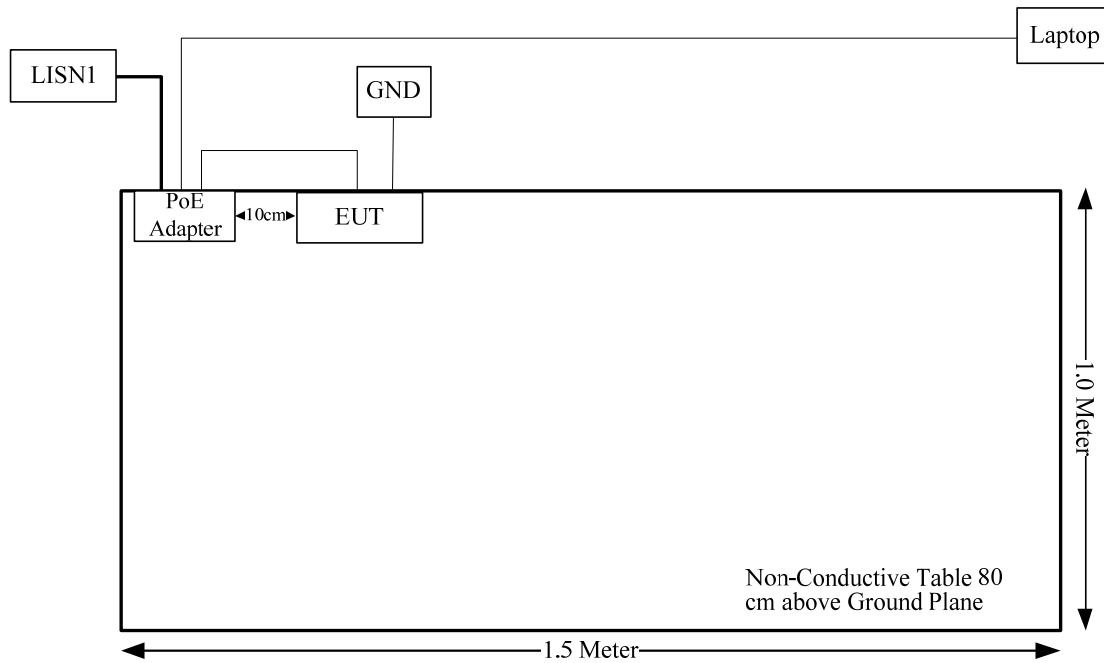 Laptop
LISN1
GND
PoE
Adapter
10cm
EUT
1.0 Meter
Non-Conductive Table 80
cm above Ground Plane
1.5 Meter